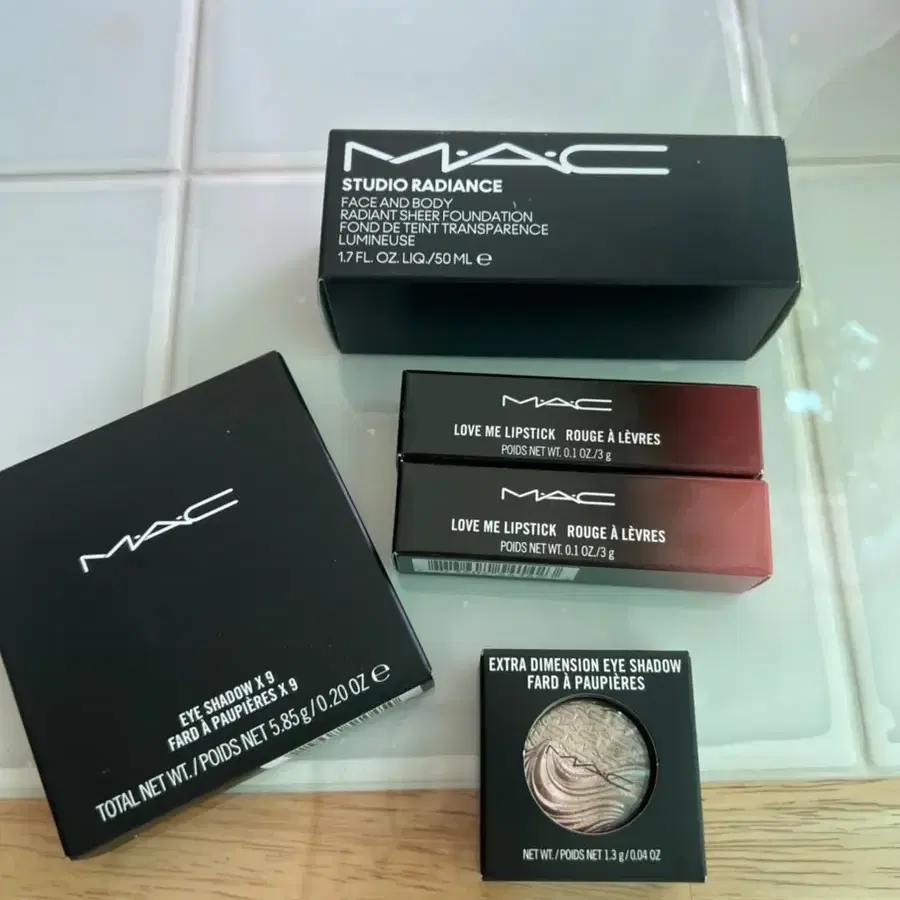 M·A·C
STUDIO RADIANCE
FACE AND BODY
RADIANT SHEER FOUNDATION
FOND DE TEINT TRANSPARENCE
LUMINEUSE
1.7 FL. OZ. LIQ./50 ML ℮
M·A·C
LOVE ME LIPSTICK ROUGE À LÈVRES
POIDS NET WT. 0.1 OZ./3 g
M·A·C
LOVE ME LIPSTICK ROUGE À LÈVRES
POIDS NET WT. 0.1 OZ./3 g
M·A·C
EYE SHADOW X 9
FARD À PAUPIÈRES X 9
TOTAL NET WT./POIDS NET 5.85 g/0.20 OZ ℮
EXTRA DIMENSION EYE SHADOW
FARD À PAUPIÈRES
M·A·C
NET WT./POIDS NET 1.3 g/0.04 OZ